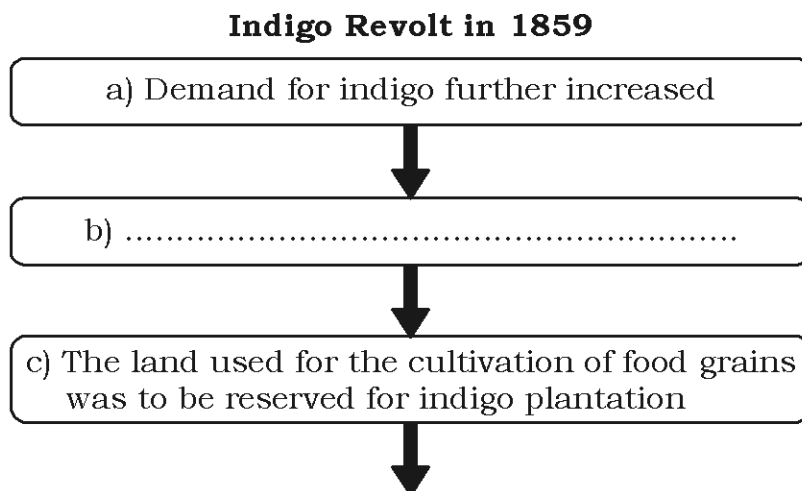 Indigo Revolt in 1859
a) Demand for indigo further increased
b) ............................................................
c) The land used for the cultivation of food grains
was to be reserved for indigo plantation